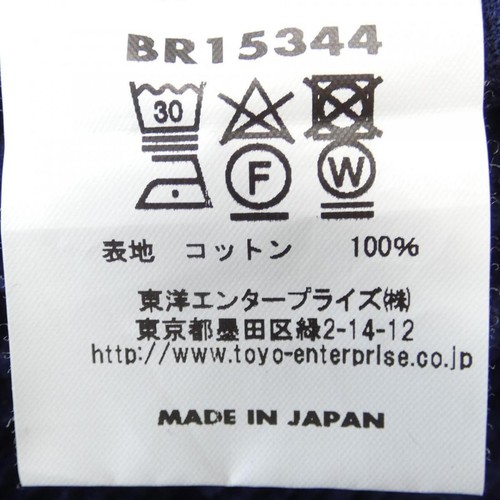 BR15344
30
F W
表地 コットン 100%
東洋エンタープライズ㈱
東京都墨田区緑2-14-12
http://www.toyo-enterprise.co.jp
MADE IN JAPAN